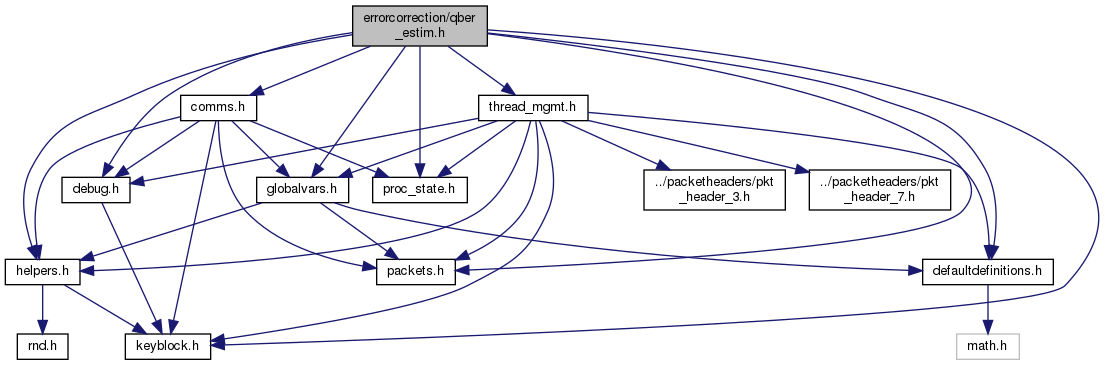 errorcorrection/qber
_estim.h
comms.h
thread_mgmt.h
debug.h
globalvars.h
proc_state.h
../packetheaders/pkt
_header_3.h
../packetheaders/pkt
_header_7.h
helpers.h
packets.h
defaultdefinitions.h
rnd.h
keyblock.h
math.h